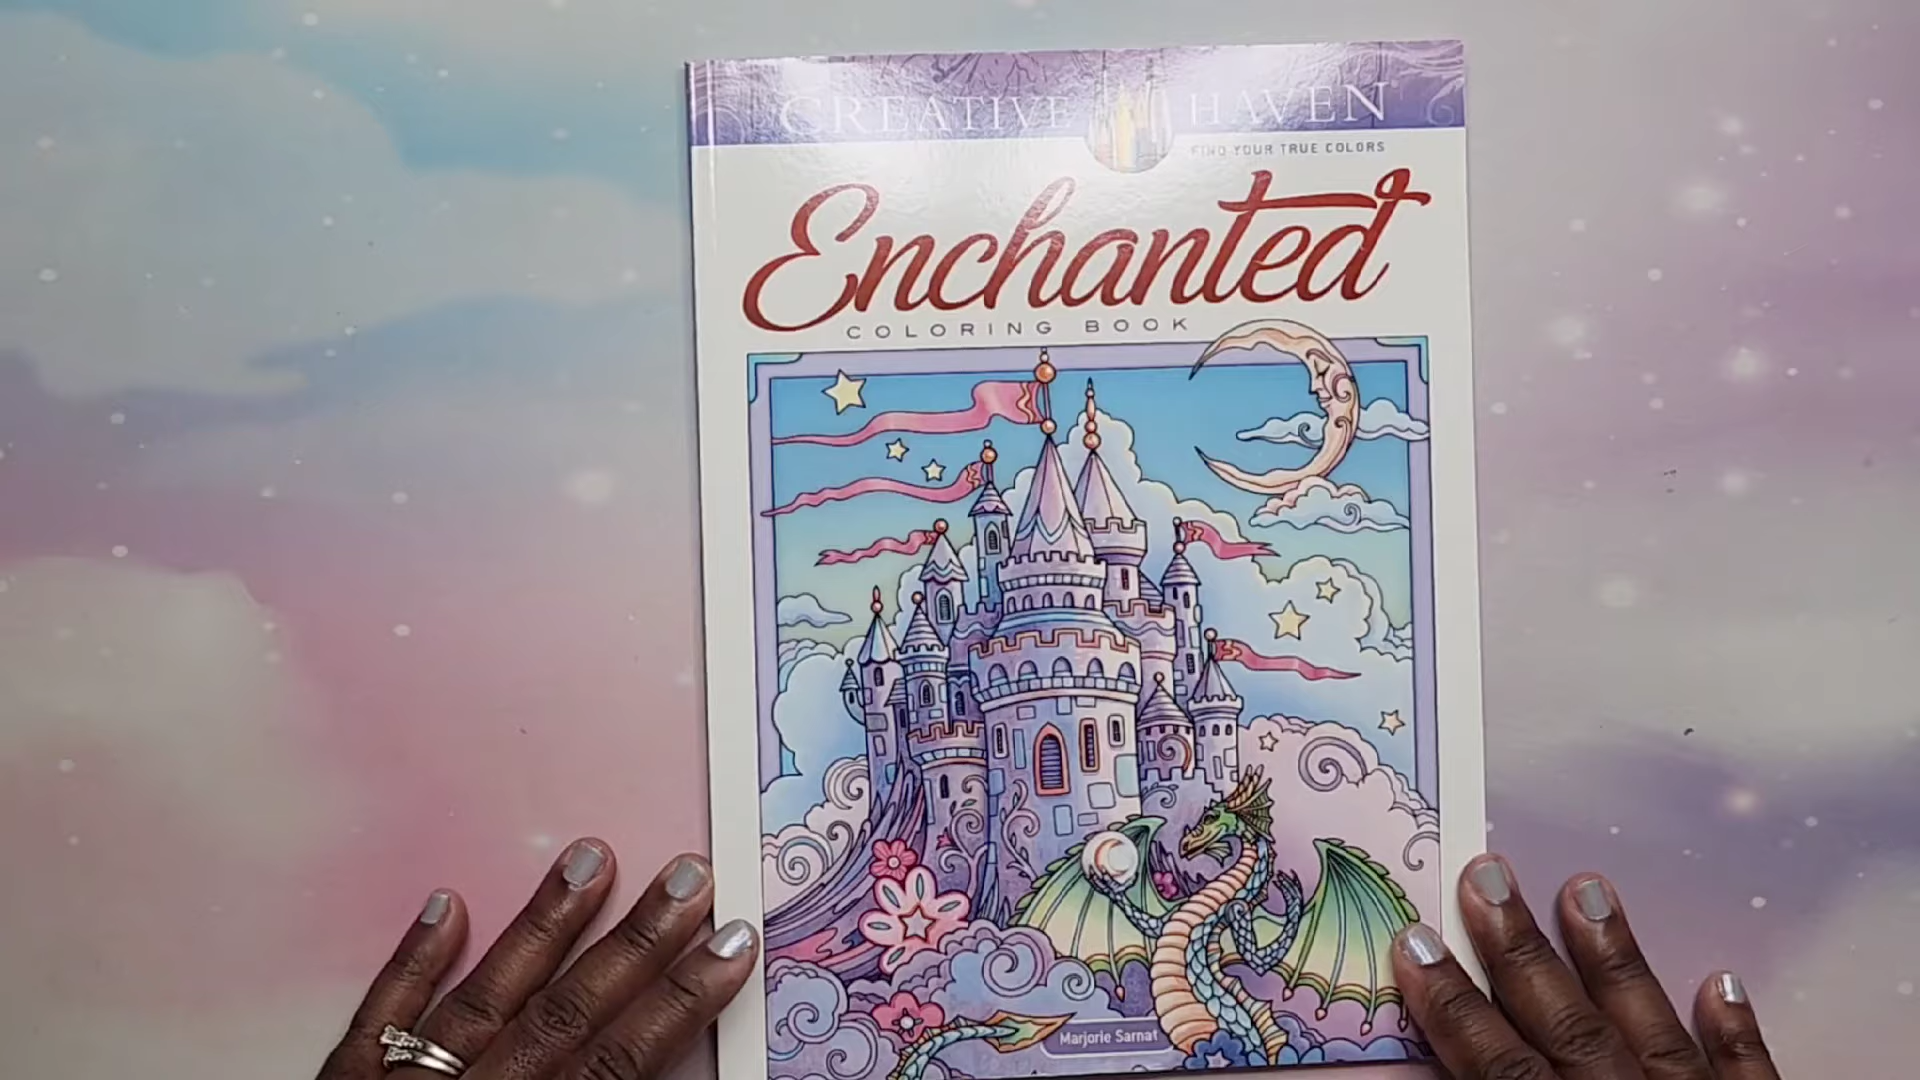 CREATIVE HAVEN
FIND YOUR TRUE COLORS
Enchanted
COLORING BOOK
Marjorie Sarnat